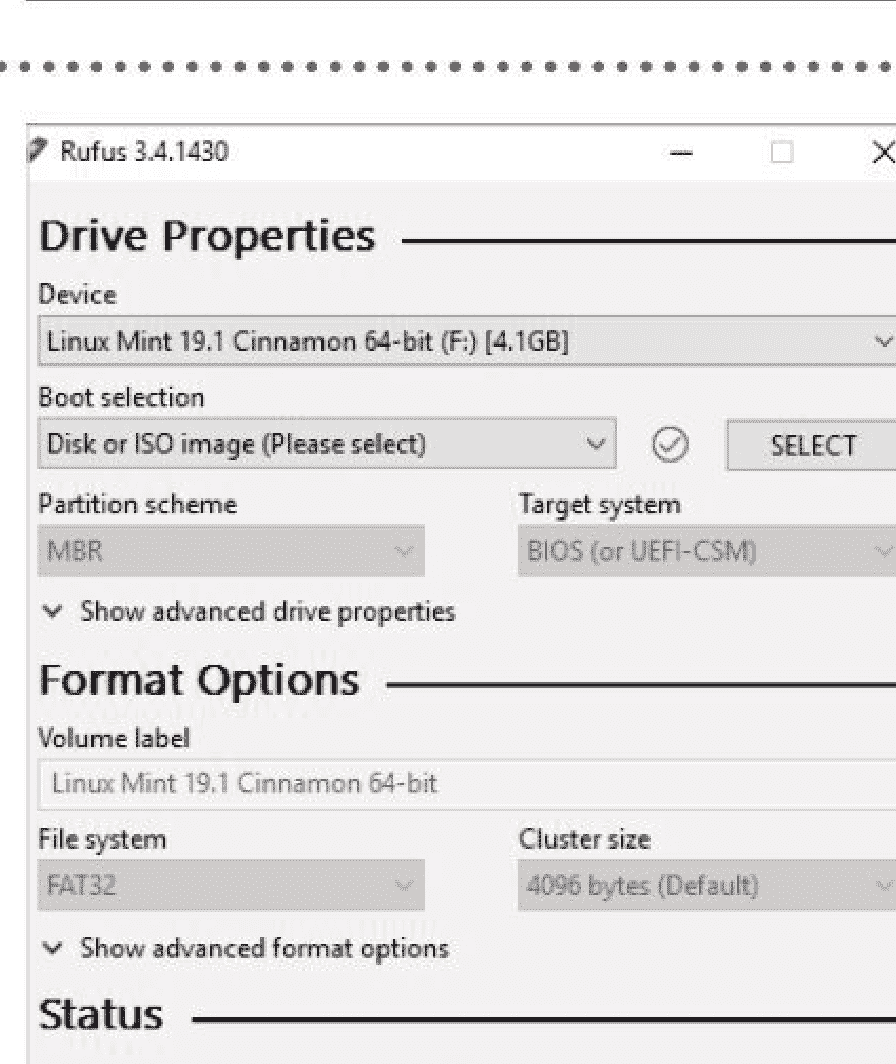 Rufus 3.4.1430
Drive Properties
Device
Linux Mint 19.1 Cinnamon 64-bit (F:) [4.1GB]
Boot selection
Disk or ISO image (Please select)
SELECT
Partition scheme
Target system
MBR
BIOS (or UEFI-CSM)
Show advanced drive properties
Format Options
Volume label
Linux Mint 19.1 Cinnamon 64-bit
File system
Cluster size
FAT32
4096 bytes (Default)
Show advanced format options
Status